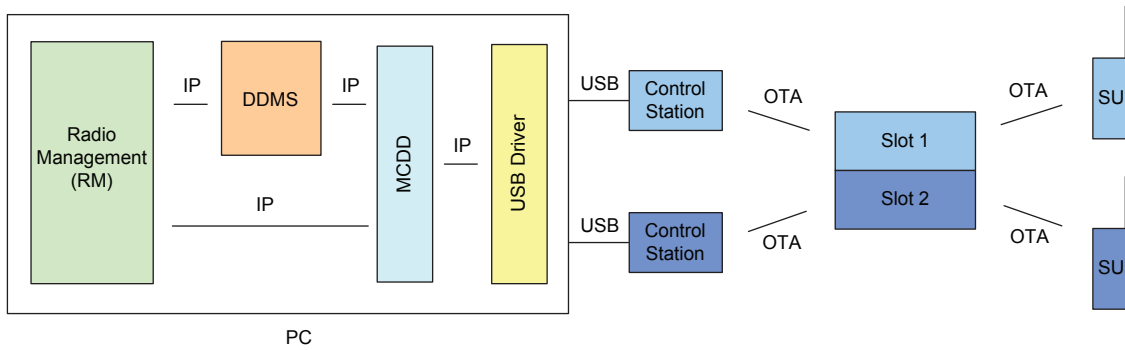 Radio
Management
(RM)
IP
DDMS
IP
IP
MCDD
IP
USB Driver
PC
USB
Control
Station
USB
Control
Station
OTA
OTA
Slot 1
Slot 2
OTA
OTA
SU
SU